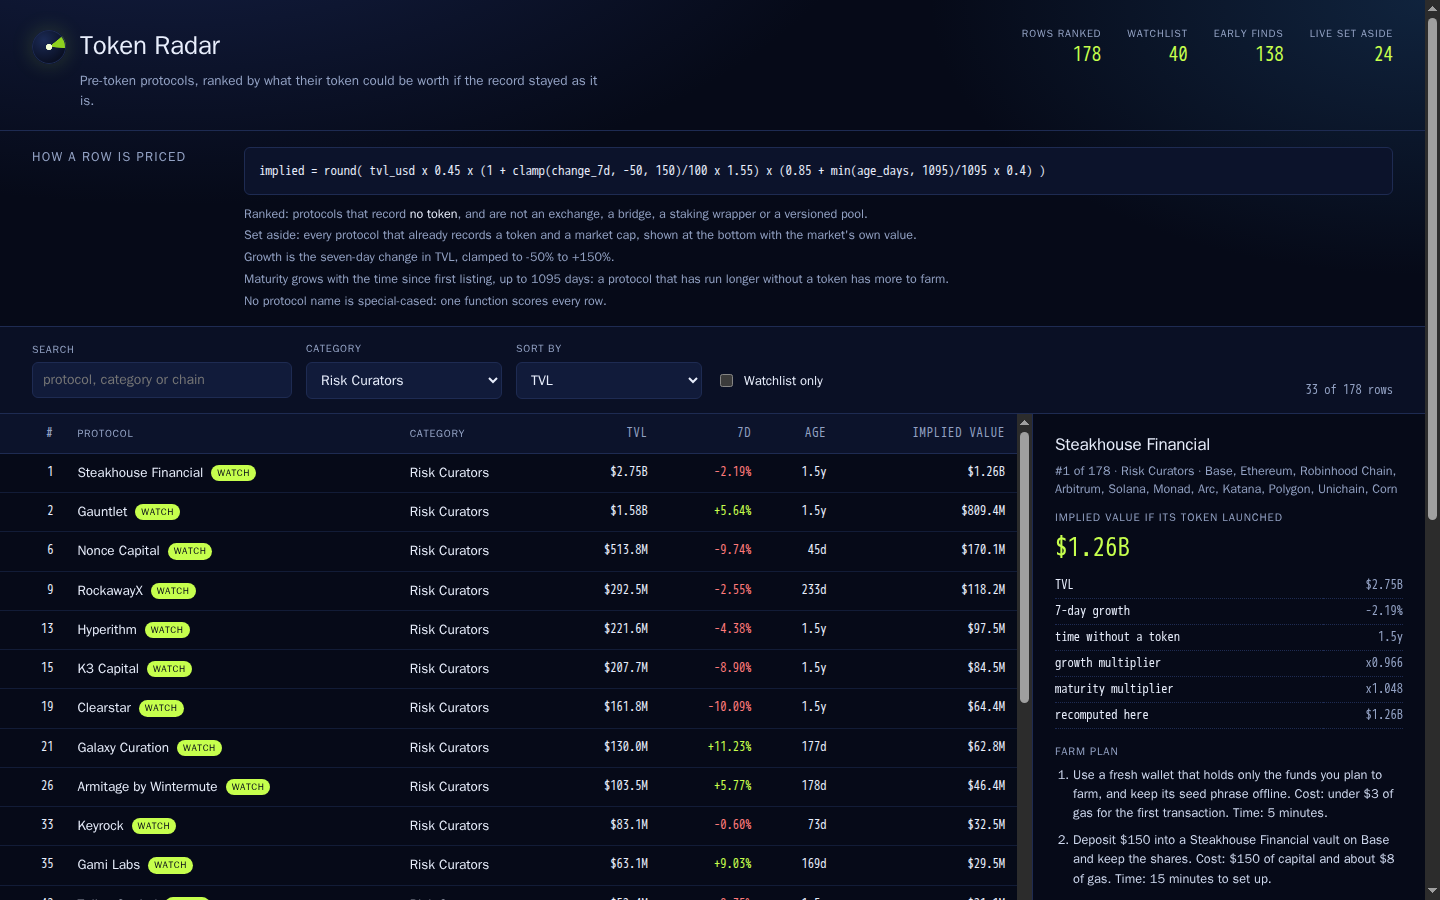 Token Radar
Pre-token protocols, ranked by what their token could be worth if the record stayed as it
is.
ROWS RANKED WATCHLIST EARLY FINDS LIVE SET ASIDE
178 40 138 24
HOW A ROW IS PRICED
implied = round( tvl_usd x 0.45 x (1 + clamp(change_7d, -50, 150)/100 x 1.55) x (0.85 + min(age_days, 1095)/1095 x 0.4) )
Ranked: protocols that record no token, and are not an exchange, a bridge, a staking wrapper or a versioned pool.
Set aside: every protocol that already records a token and a market cap, shown at the bottom with the market's own value.
Growth is the seven-day change in TVL, clamped to -50% to +150%.
Maturity grows with the time since first listing, up to 1095 days: a protocol that has run longer without a token has more to farm.
No protocol name is special-cased: one function scores every row.
SEARCH CATEGORY SORT BY
protocol, category or chain Risk Curators TVL Watchlist only 33 of 178 rows
# PROTOCOL CATEGORY TVL 7D AGE IMPLIED VALUE
1 Steakhouse Financial WATCH Risk Curators $2.75B -2.19% 1.5y $1.26B
2 Gauntlet WATCH Risk Curators $1.58B +5.64% 1.5y $809.4M
6 Nonce Capital WATCH Risk Curators $513.8M -9.74% 45d $170.1M
9 RockawayX WATCH Risk Curators $292.5M -2.55% 233d $118.2M
13 Hyperithm WATCH Risk Curators $221.6M -4.38% 1.5y $97.5M
15 K3 Capital WATCH Risk Curators $207.7M -8.90% 1.5y $84.5M
19 Clearstar WATCH Risk Curators $161.8M -10.09% 1.5y $64.4M
21 Galaxy Curation WATCH Risk Curators $130.0M +11.23% 177d $62.8M
26 Armitage by Wintermute WATCH Risk Curators $103.5M +5.77% 178d $46.4M
33 Keyrock WATCH Risk Curators $83.1M -0.60% 73d $32.5M
35 Gami Labs WATCH Risk Curators $63.1M +9.03% 169d $29.5M
Steakhouse Financial
#1 of 178 · Risk Curators · Base, Ethereum, Robinhood Chain,
Arbitrum, Solana, Monad, Arc, Katana, Polygon, Unichain, Corn
IMPLIED VALUE IF ITS TOKEN LAUNCHED
$1.26B
TVL $2.75B
7-day growth -2.19%
time without a token 1.5y
growth multiplier x0.966
maturity multiplier x1.048
recomputed here $1.26B
FARM PLAN
1. Use a fresh wallet that holds only the funds you plan to
farm, and keep its seed phrase offline. Cost: under $3 of
gas for the first transaction. Time: 5 minutes.
2. Deposit $150 into a Steakhouse Financial vault on Base
and keep the shares. Cost: $150 of capital and about $8
of gas. Time: 15 minutes to set up.